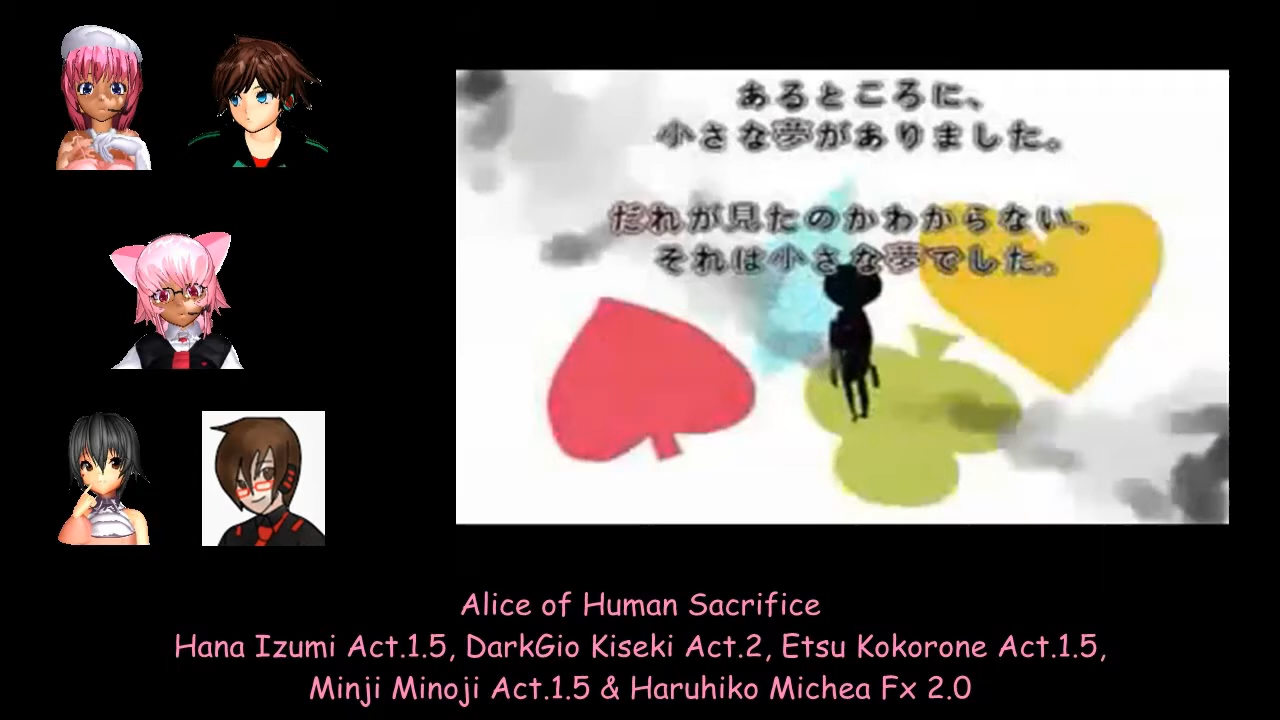 あるところに、
小さな夢がありました。
だれが見たのかわからない、
それは小さな夢でした。
Alice of Human Sacrifice
Hana Izumi Act.1.5, DarkGio Kiseki Act.2, Etsu Kokorone Act.1.5,
Minji Minoji Act.1.5 & Haruhiko Michea Fx 2.0